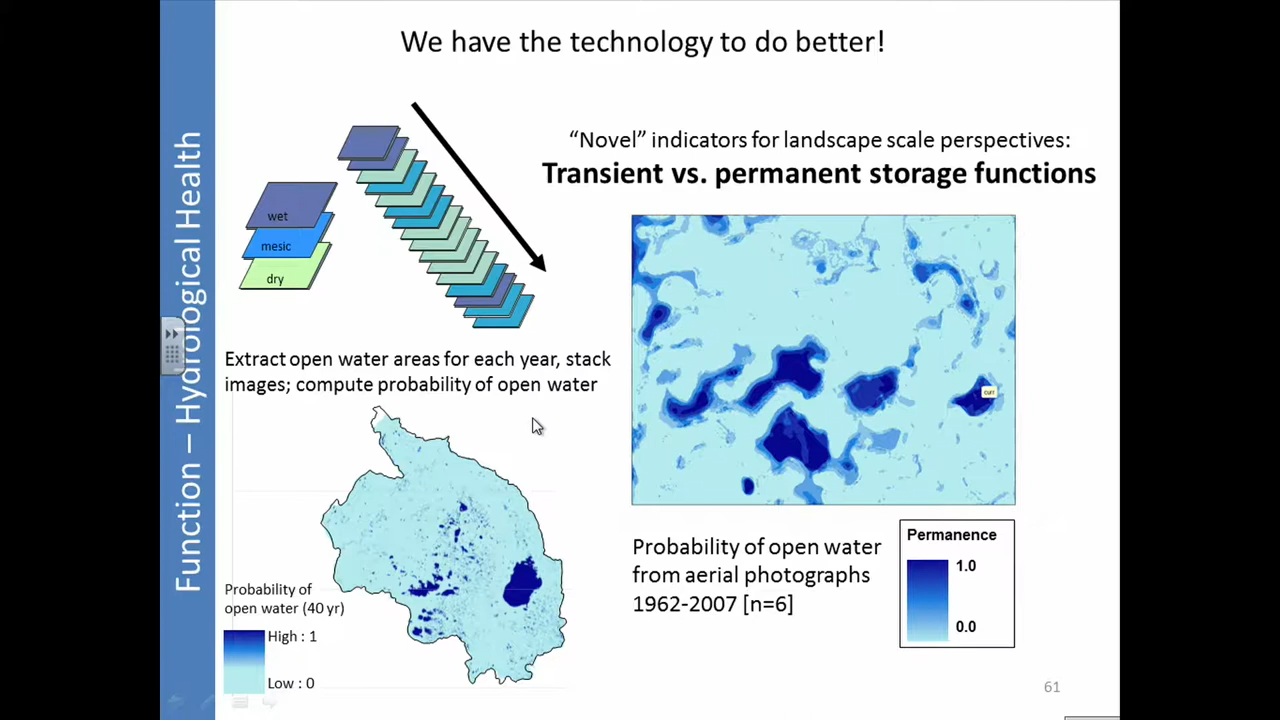 We have the technology to do better!
Function – Hydrological Health
wet
mesic
dry
"Novel" indicators for landscape scale perspectives:
Transient vs. permanent storage functions
Extract open water areas for each year, stack
images; compute probability of open water
Probability of
open water (40 yr)
High : 1
Low : 0
Probability of open water
from aerial photographs
1962-2007 [n=6]
Permanence
1.0
0.0
61